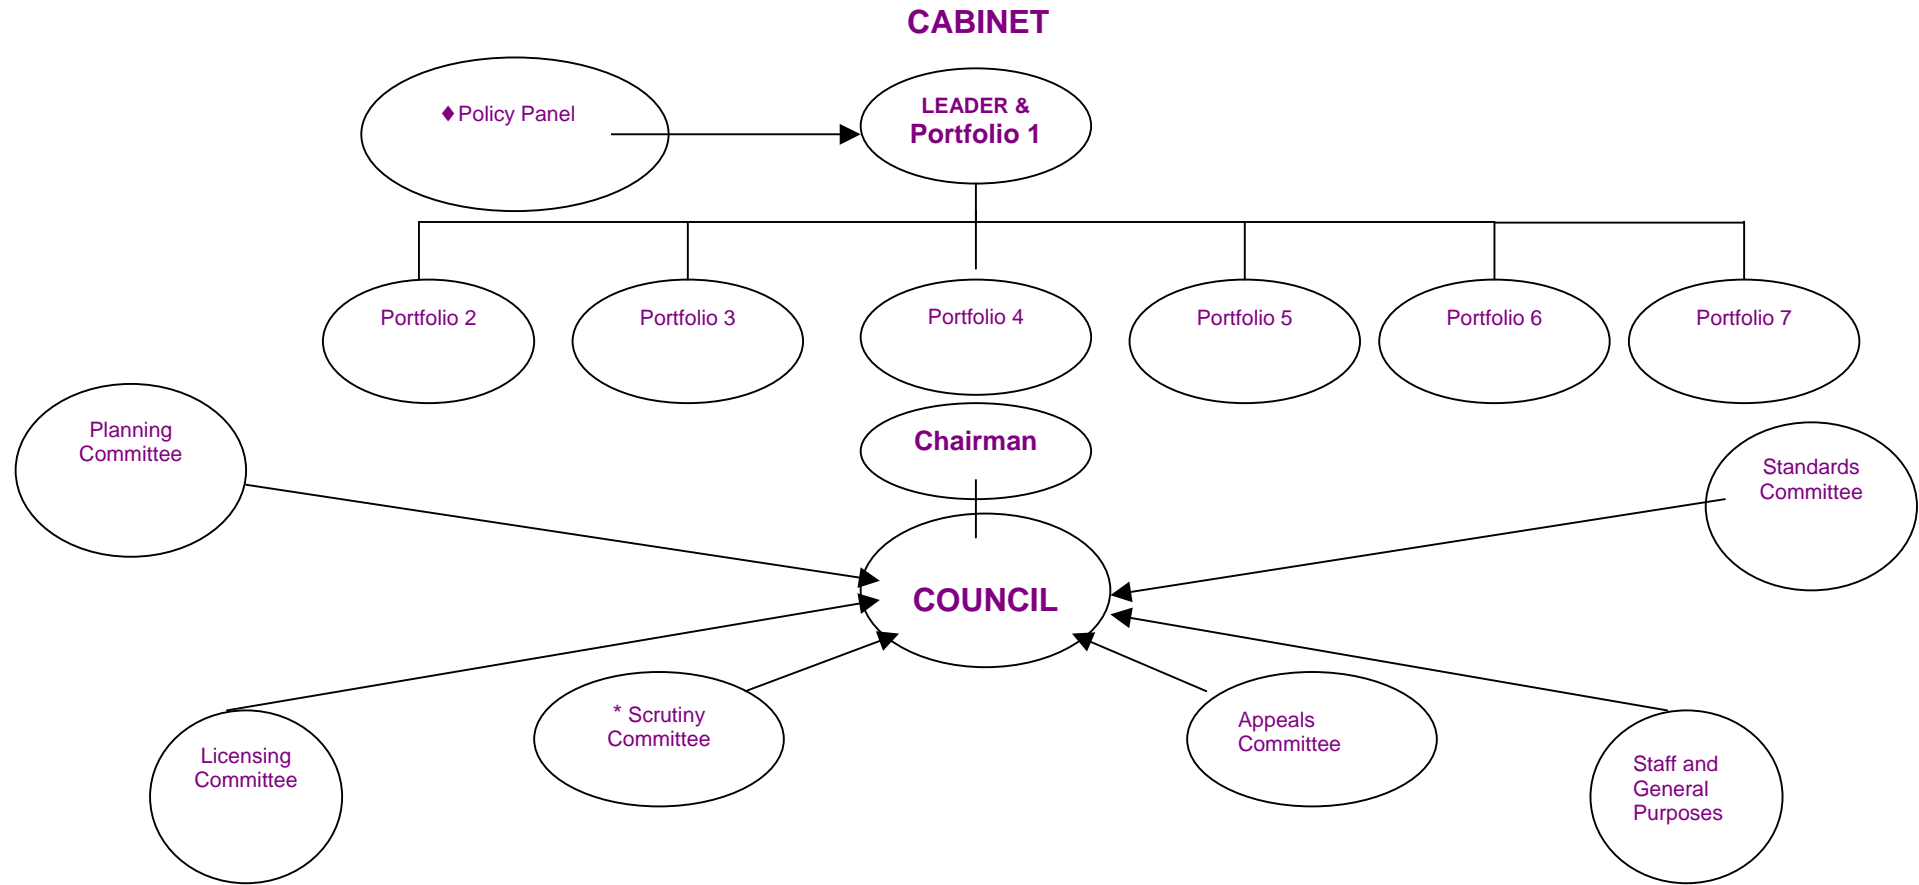 CABINET
♦ Policy Panel
LEADER &
Portfolio 1
Portfolio 2
Portfolio 3
Portfolio 4
Portfolio 5
Portfolio 6
Portfolio 7
Planning
Committee
Chairman
Standards
Committee
COUNCIL
Licensing
Committee
* Scrutiny
Committee
Appeals
Committee
Staff and
General
Purposes